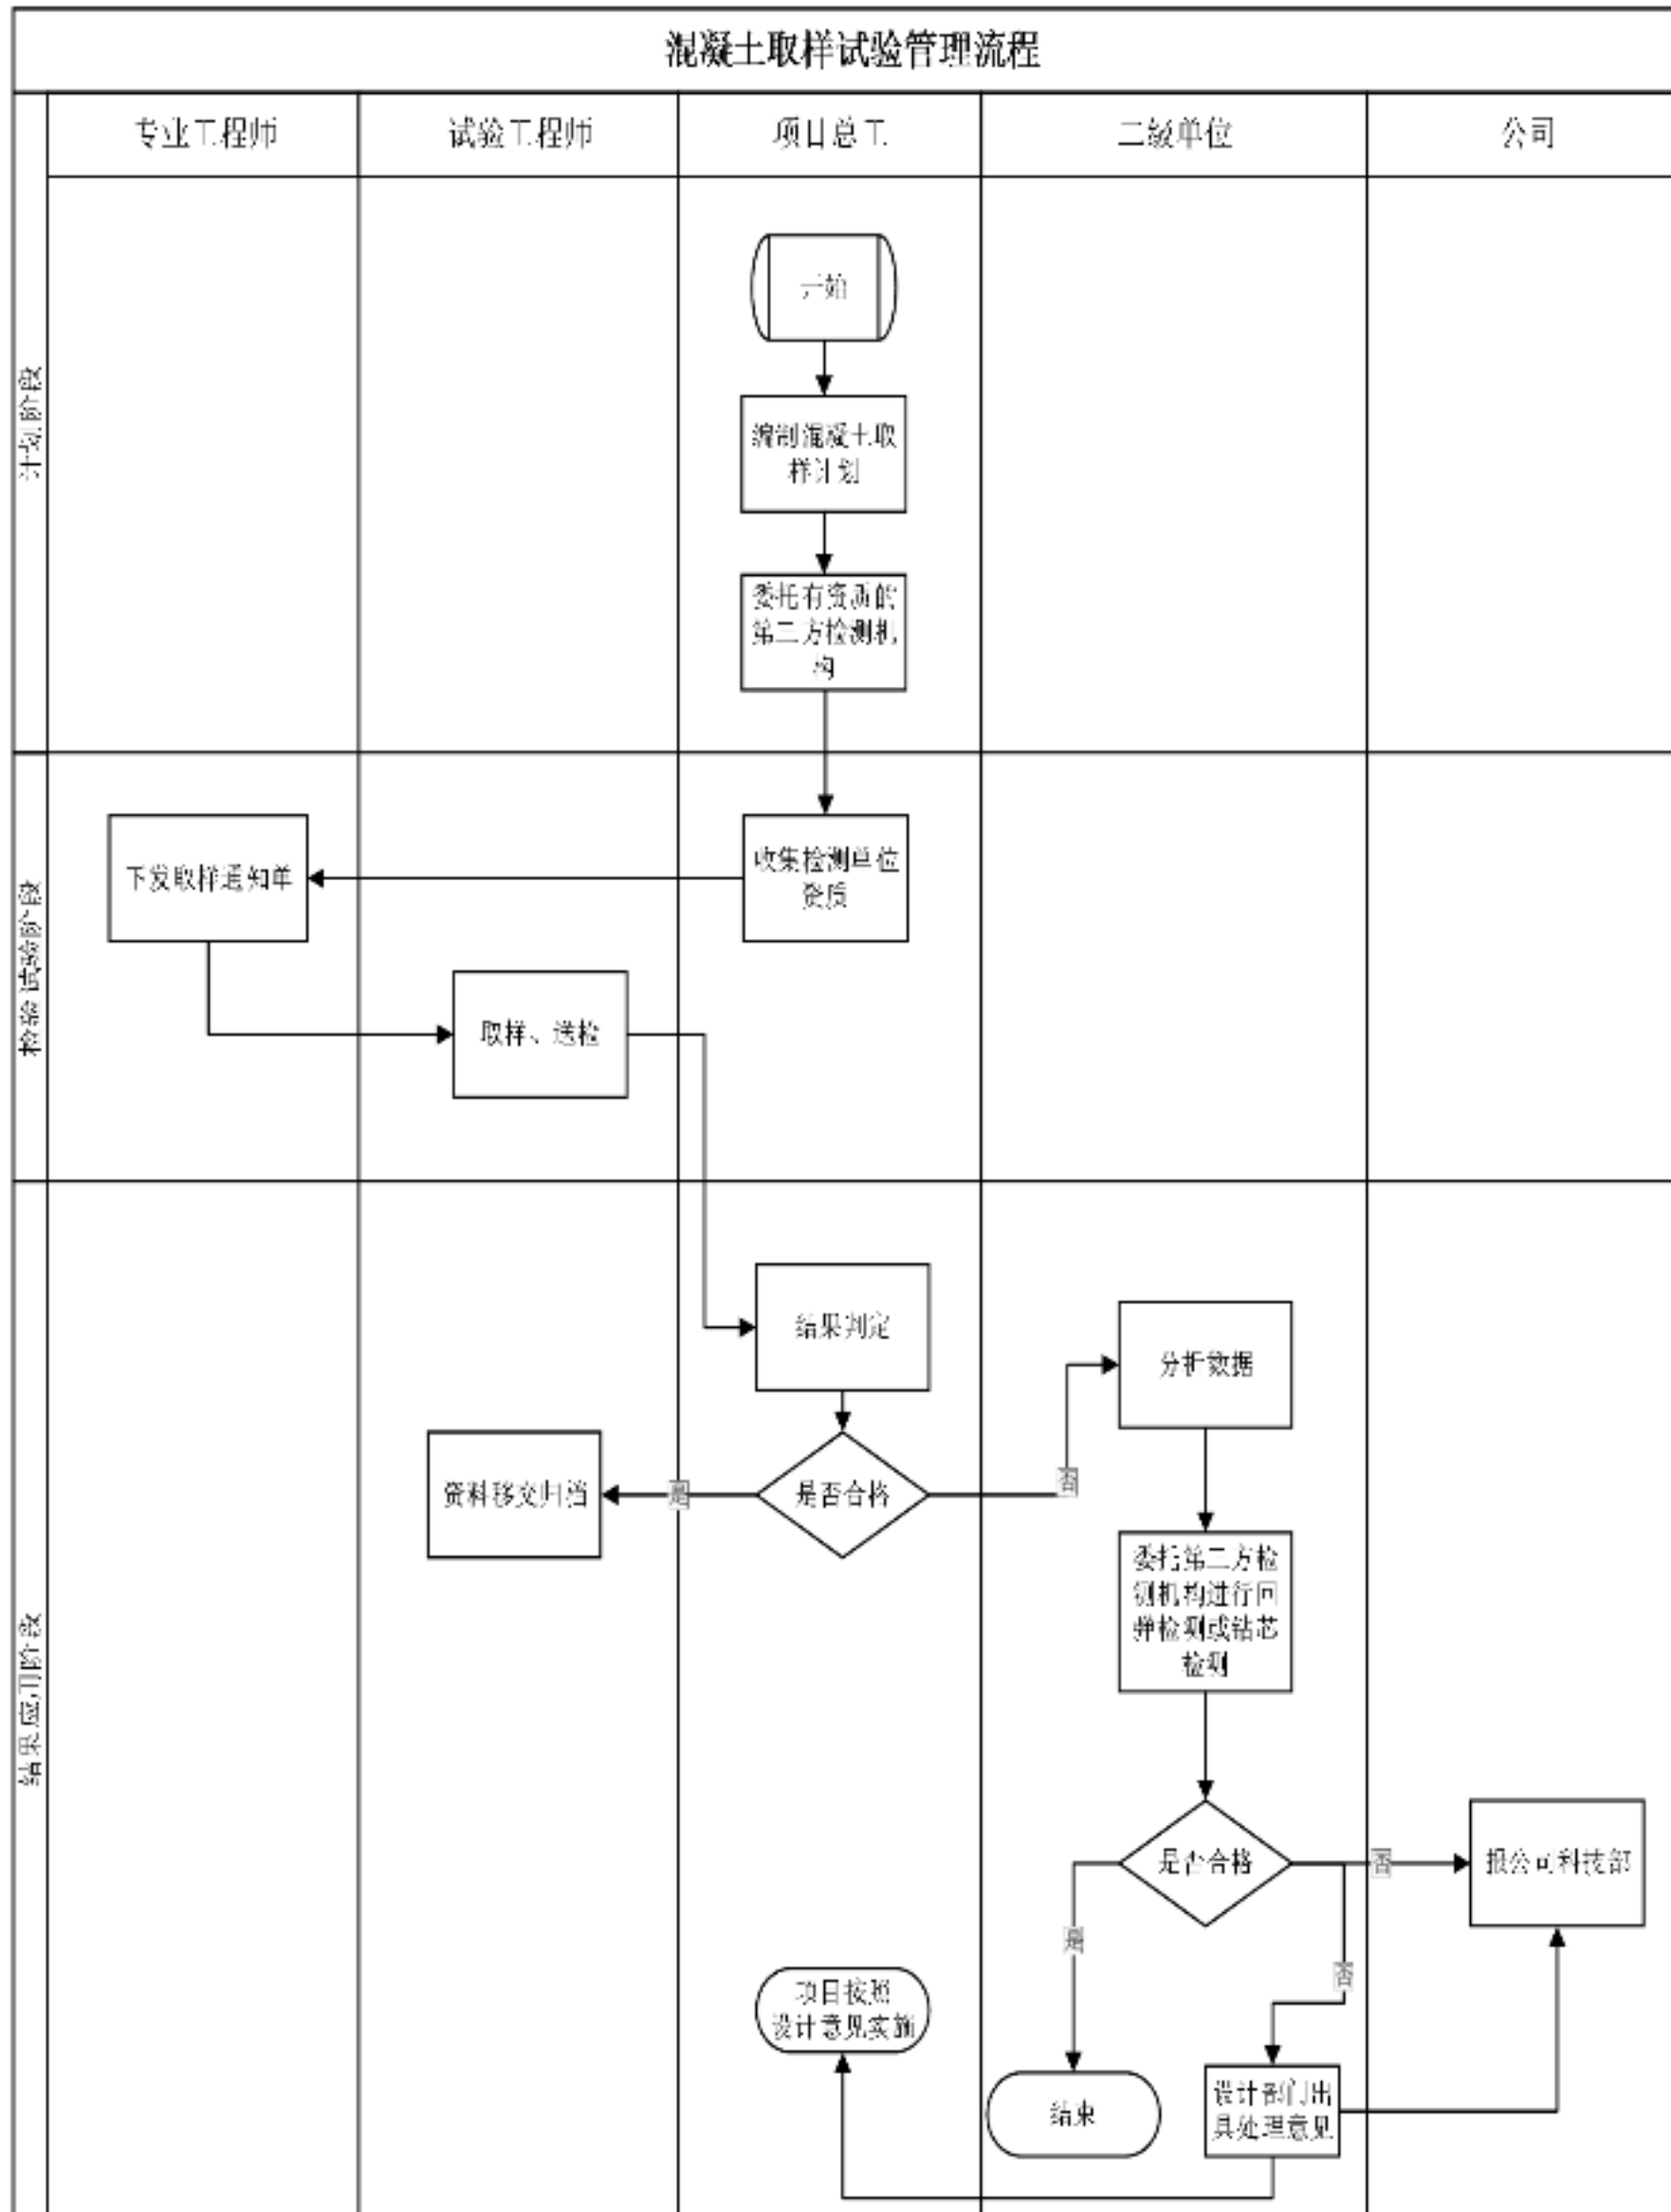 混凝土取样试验管理流程
专业工程师
试验工程师
项目总工
二级单位
公司
计划阶段
开始
编制混凝土取
样计划
委托有资质的
第三方检测机
构
检验试验阶段
下发取样通知单
收集检测单位
资质
取样、送检
结果应用阶段
结果判定
分析数据
资料移交归档
是
是否合格
否
委托第三方检
测机构进行回
弹检测或钻芯
检测
是否合格
否
报公司科技部
是
否
项目按照
设计意见实施
结束
设计部门出
具处理意见